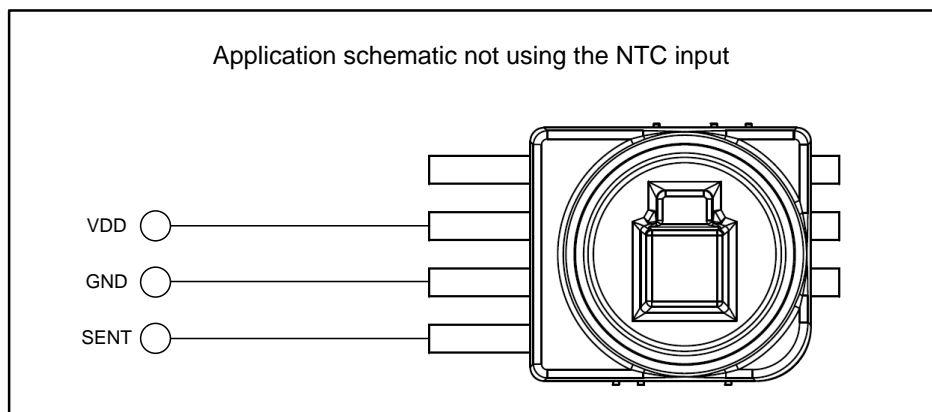 Application schematic not using the NTC input
VDD
GND
SENT